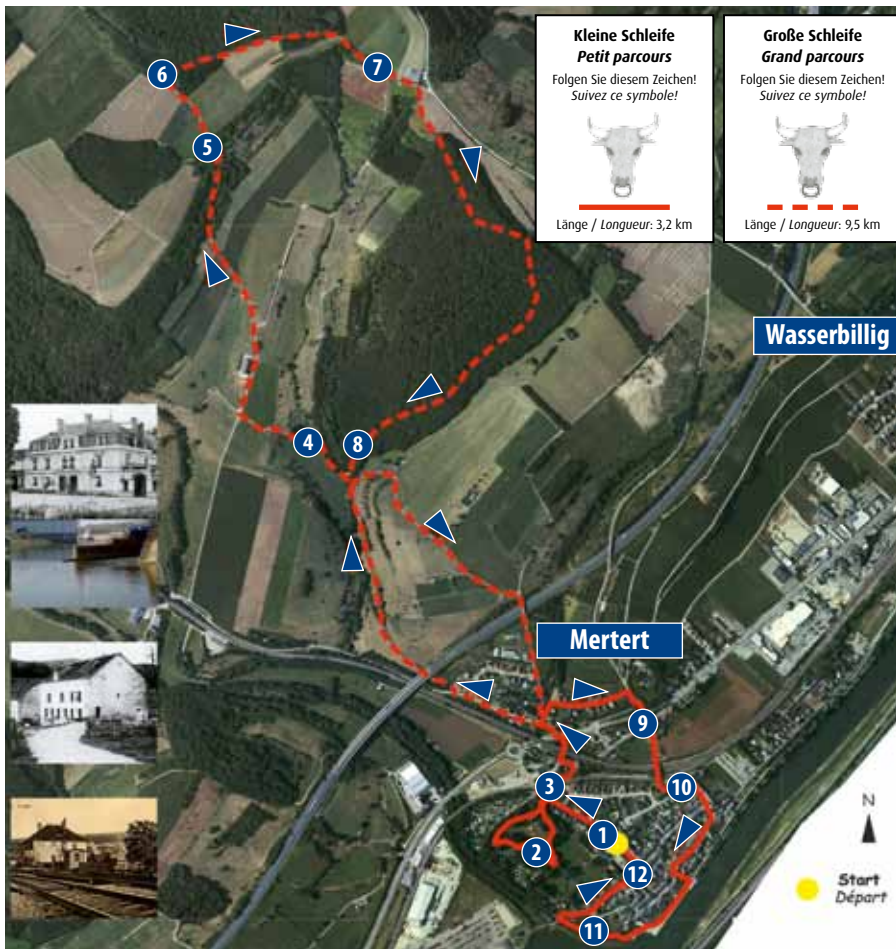 Kleine Schleife
Petit parcours
Folgen Sie diesem Zeichen!
Suivez ce symbole!
Länge / Longueur: 3,2 km
Große Schleife
Grand parcours
Folgen Sie diesem Zeichen!
Suivez ce symbole!
Länge / Longueur: 9,5 km
6
7
5
Wasserbillig
4
8
Mertert
9
3
10
1
2
12
11
N
Start
Départ